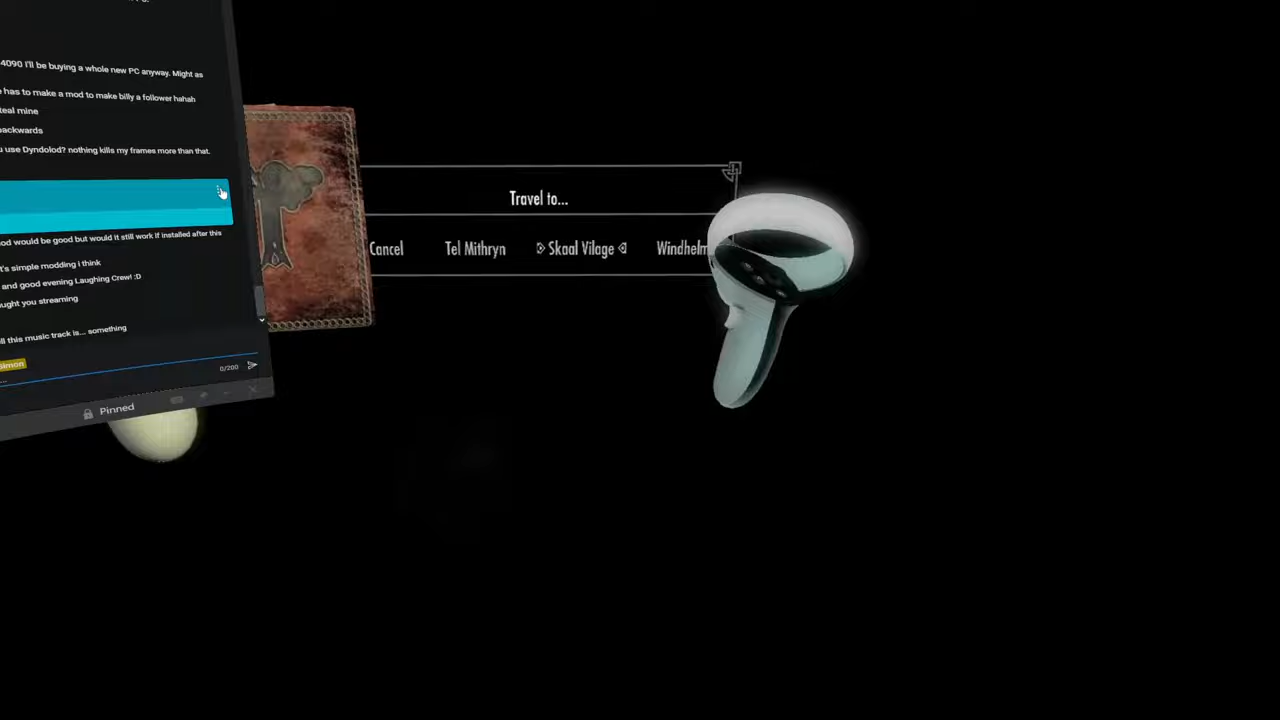 4090 I'll be buying a whole new PC anyway. Might as
has to make a mod to make billy a follower hahah
teal mine
backwards
u use Dyndolod? nothing kills my frames more than that.
od would be good but would it still work if installed after this
t's simple modding i think
and good evening Laughing Crew! :D
ught you streaming
ll this music track is... something
Simon
...
0/200
Pinned
Travel to...
Cancel
Tel Mithryn
Skaal Vilage
Windhelm